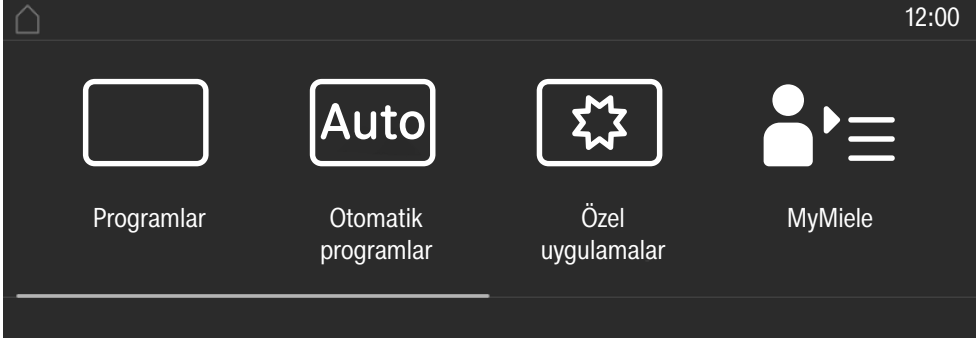 12:00
Auto
Programlar
Otomatik
programlar
Özel
uygulamalar
MyMiele